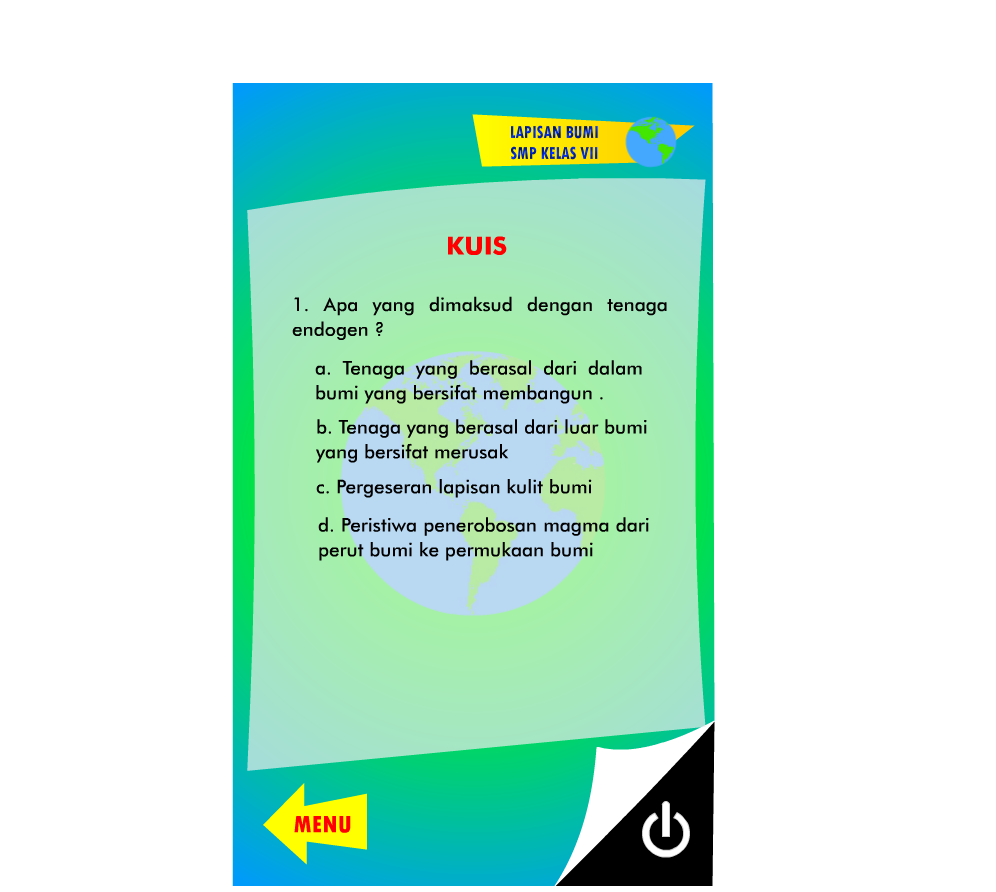 LAPISAN BUMI
SMP KELAS VII
KUIS
1. Apa yang dimaksud dengan tenaga
endogen ?
a. Tenaga yang berasal dari dalam
bumi yang bersifat membangun .
b. Tenaga yang berasal dari luar bumi
yang bersifat merusak
c. Pergeseran lapisan kulit bumi
d. Peristiwa penerobosan magma dari
perut bumi ke permukaan bumi
MENU